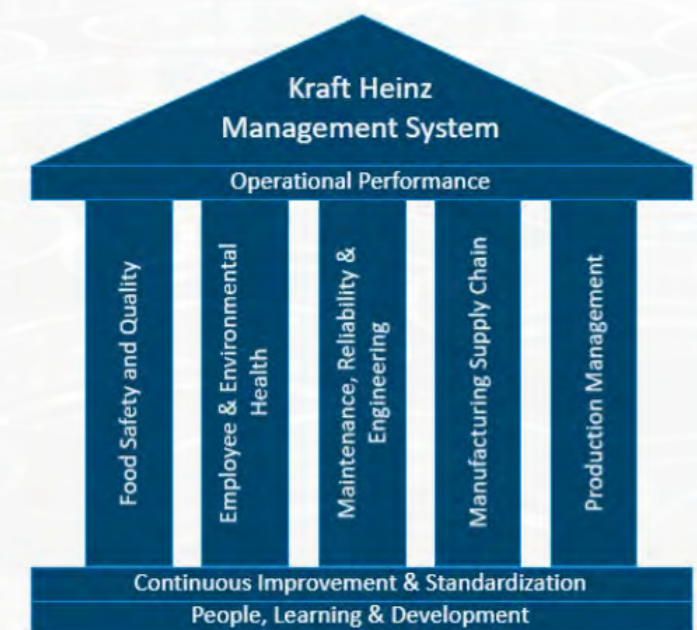 Kraft Heinz
Management System
Operational Performance
Food Safety and Quality
Employee & Environmental
Health
Maintenance, Reliability &
Engineering
Manufacturing Supply Chain
Production Management
Continuous Improvement & Standardization
People, Learning & Development